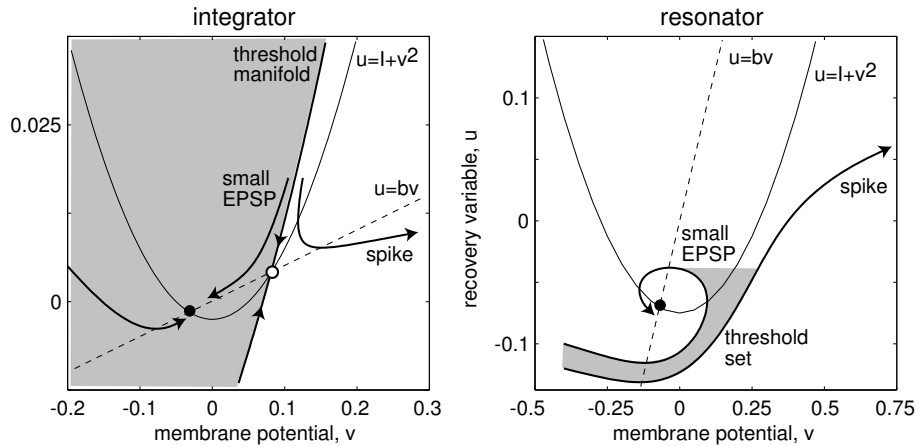 integrator
threshold
manifold
u=I+v²
0.025
small
EPSP
u=bv
spike
0
-0.2 -0.1 0 0.1 0.2 0.3
membrane potential, v
resonator
u=bv
u=I+v²
0.1
recovery variable, u
spike
0
small
EPSP
threshold
set
-0.1
-0.5 -0.25 0 0.25 0.5 0.75
membrane potential, v